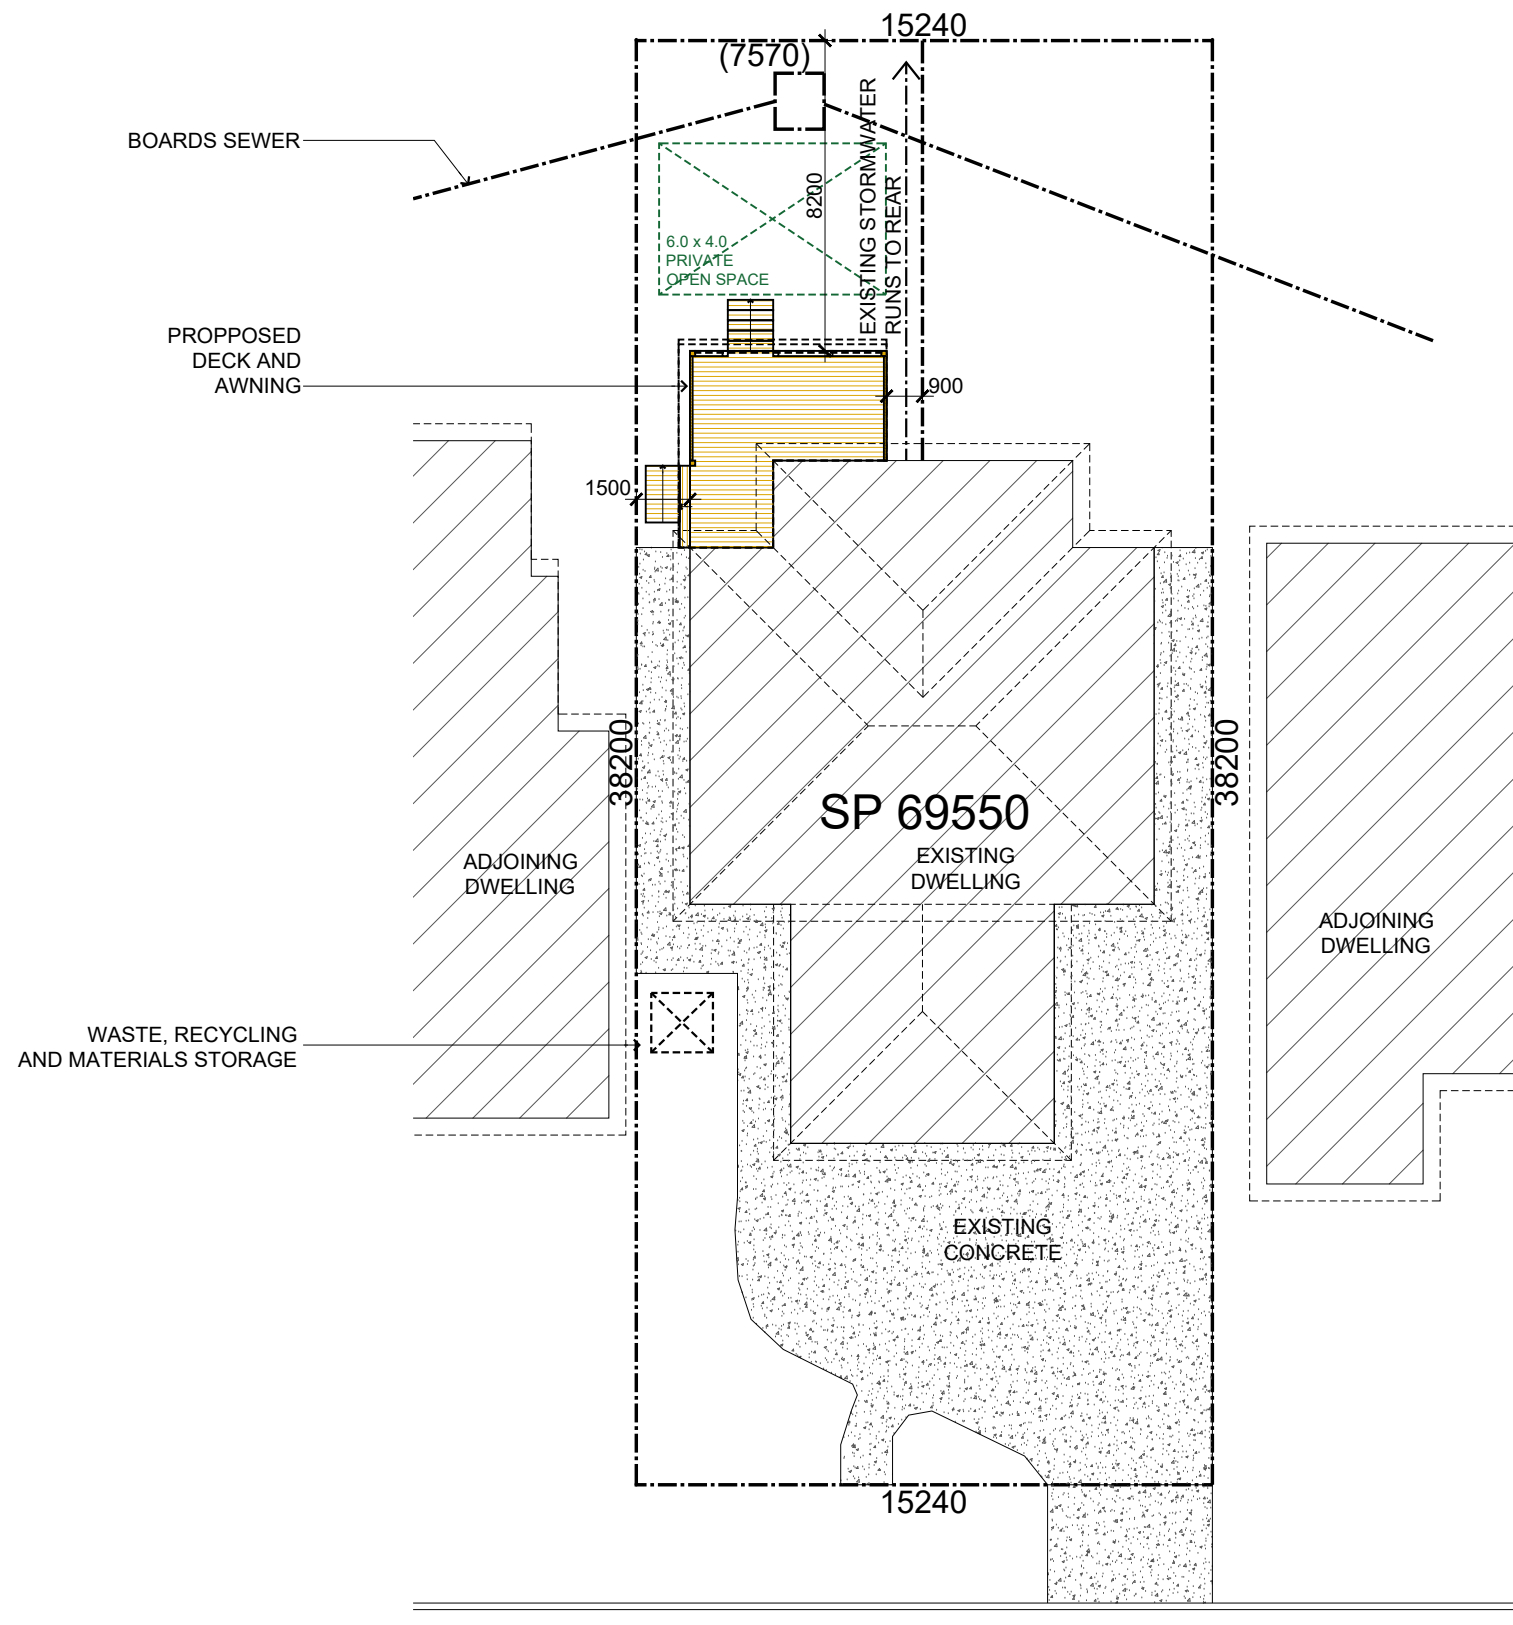 15240
(7570)
BOARDS SEWER
EXISTING STORMWATER
RUNS TO REAR
8200
6.0 x 4.0
PRIVATE
OPEN SPACE
PROPPOSED
DECK AND
AWNING
900
1500
38200
38200
SP 69550
EXISTING
DWELLING
ADJOINING
DWELLING
ADJOINING
DWELLING
WASTE, RECYCLING
AND MATERIALS STORAGE
EXISTING
CONCRETE
15240